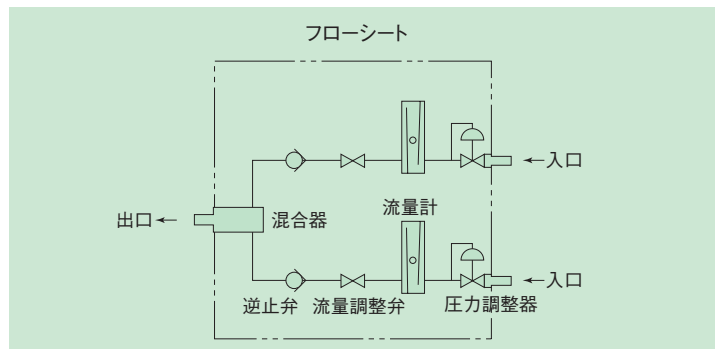 フローシート
入口
流量計
出口
混合器
入口
逆止弁
流量調整弁
圧力調整器